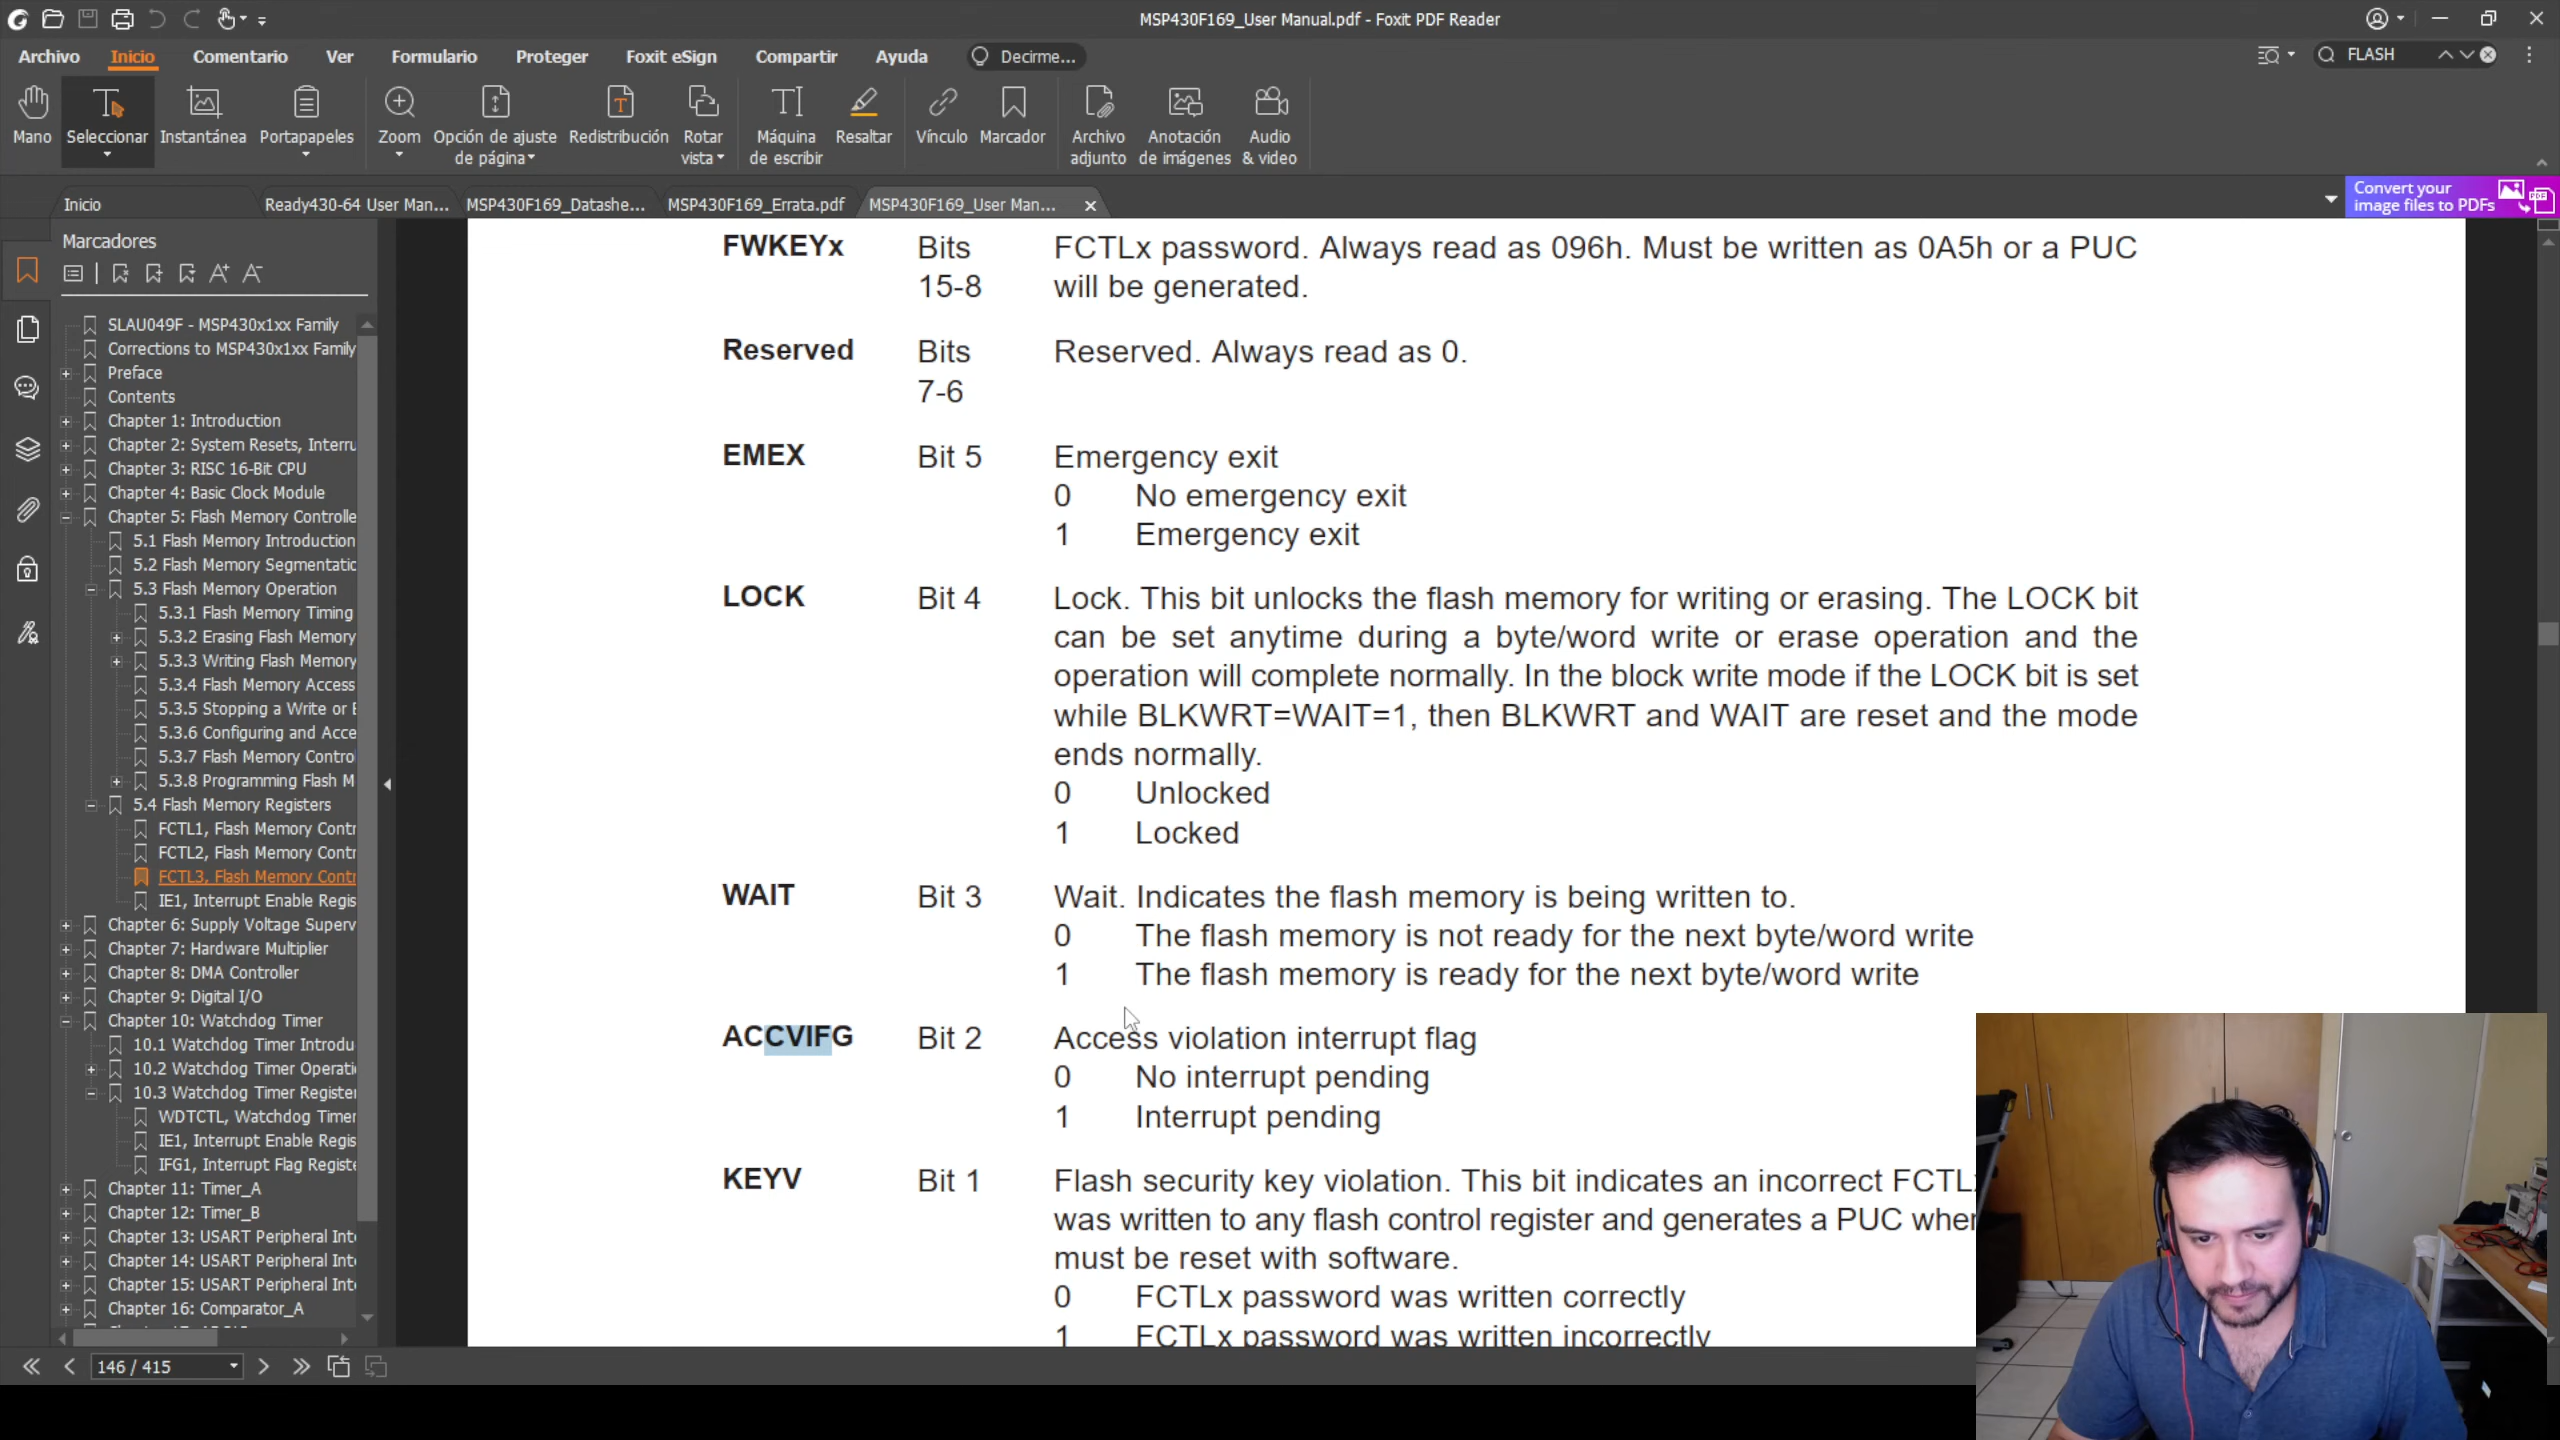 MSP430F169_User Manual.pdf - Foxit PDF Reader
Archivo Inicio Comentario Ver Formulario Proteger Foxit eSign Compartir Ayuda Decirme... FLASH
Mano Seleccionar Instantánea Portapapeles Zoom Opción de ajuste de página Redistribución Rotar vista Máquina de escribir Resaltar Vínculo Marcador Archivo adjunto Anotación de imágenes Audio & video
Inicio Ready430-64 User Man... MSP430F169_Datashe... MSP430F169_Errata.pdf MSP430F169_User Man...
Convert your
image files to PDFs
Marcadores
SLAU049F - MSP430x1xx Family
Corrections to MSP430x1xx Family
Preface
Contents
Chapter 1: Introduction
Chapter 2: System Resets, Interru
Chapter 3: RISC 16-Bit CPU
Chapter 4: Basic Clock Module
Chapter 5: Flash Memory Controlle
5.1 Flash Memory Introduction
5.2 Flash Memory Segmentatio
5.3 Flash Memory Operation
5.3.1 Flash Memory Timing
5.3.2 Erasing Flash Memory
5.3.3 Writing Flash Memory
5.3.4 Flash Memory Access
5.3.5 Stopping a Write or E
5.3.6 Configuring and Acce
5.3.7 Flash Memory Contro
5.3.8 Programming Flash M
5.4 Flash Memory Registers
FCTL1, Flash Memory Contr
FCTL2, Flash Memory Contr
FCTL3, Flash Memory Contr
IE1, Interrupt Enable Regis
Chapter 6: Supply Voltage Superv
Chapter 7: Hardware Multiplier
Chapter 8: DMA Controller
Chapter 9: Digital I/O
Chapter 10: Watchdog Timer
10.1 Watchdog Timer Introdu
10.2 Watchdog Timer Operati
10.3 Watchdog Timer Register
WDTCTL, Watchdog Timer
IE1, Interrupt Enable Regis
IFG1, Interrupt Flag Registe
Chapter 11: Timer_A
Chapter 12: Timer_B
Chapter 13: USART Peripheral Int
Chapter 14: USART Peripheral Int
Chapter 15: USART Peripheral Int
Chapter 16: Comparator_A
146 / 415
FWKEYx Bits FCTLx password. Always read as 096h. Must be written as 0A5h or a PUC
15-8 will be generated.
Reserved Bits Reserved. Always read as 0.
7-6
EMEX Bit 5 Emergency exit
0 No emergency exit
1 Emergency exit
LOCK Bit 4 Lock. This bit unlocks the flash memory for writing or erasing. The LOCK bit
can be set anytime during a byte/word write or erase operation and the
operation will complete normally. In the block write mode if the LOCK bit is set
while BLKWRT=WAIT=1, then BLKWRT and WAIT are reset and the mode
ends normally.
0 Unlocked
1 Locked
WAIT Bit 3 Wait. Indicates the flash memory is being written to.
0 The flash memory is not ready for the next byte/word write
1 The flash memory is ready for the next byte/word write
ACCVIFG Bit 2 Access violation interrupt flag
0 No interrupt pending
1 Interrupt pending
KEYV Bit 1 Flash security key violation. This bit indicates an incorrect FCTL
was written to any flash control register and generates a PUC when
must be reset with software.
0 FCTLx password was written correctly
1 FCTLx password was written incorrectly